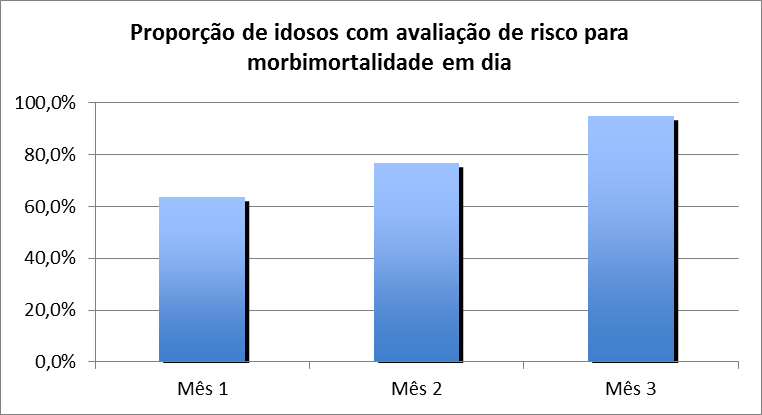 Proporção de idosos com avaliação de risco para
morbimortalidade em dia
100,0%
80,0%
60,0%
40,0%
20,0%
0,0%
Mês 1
Mês 2
Mês 3